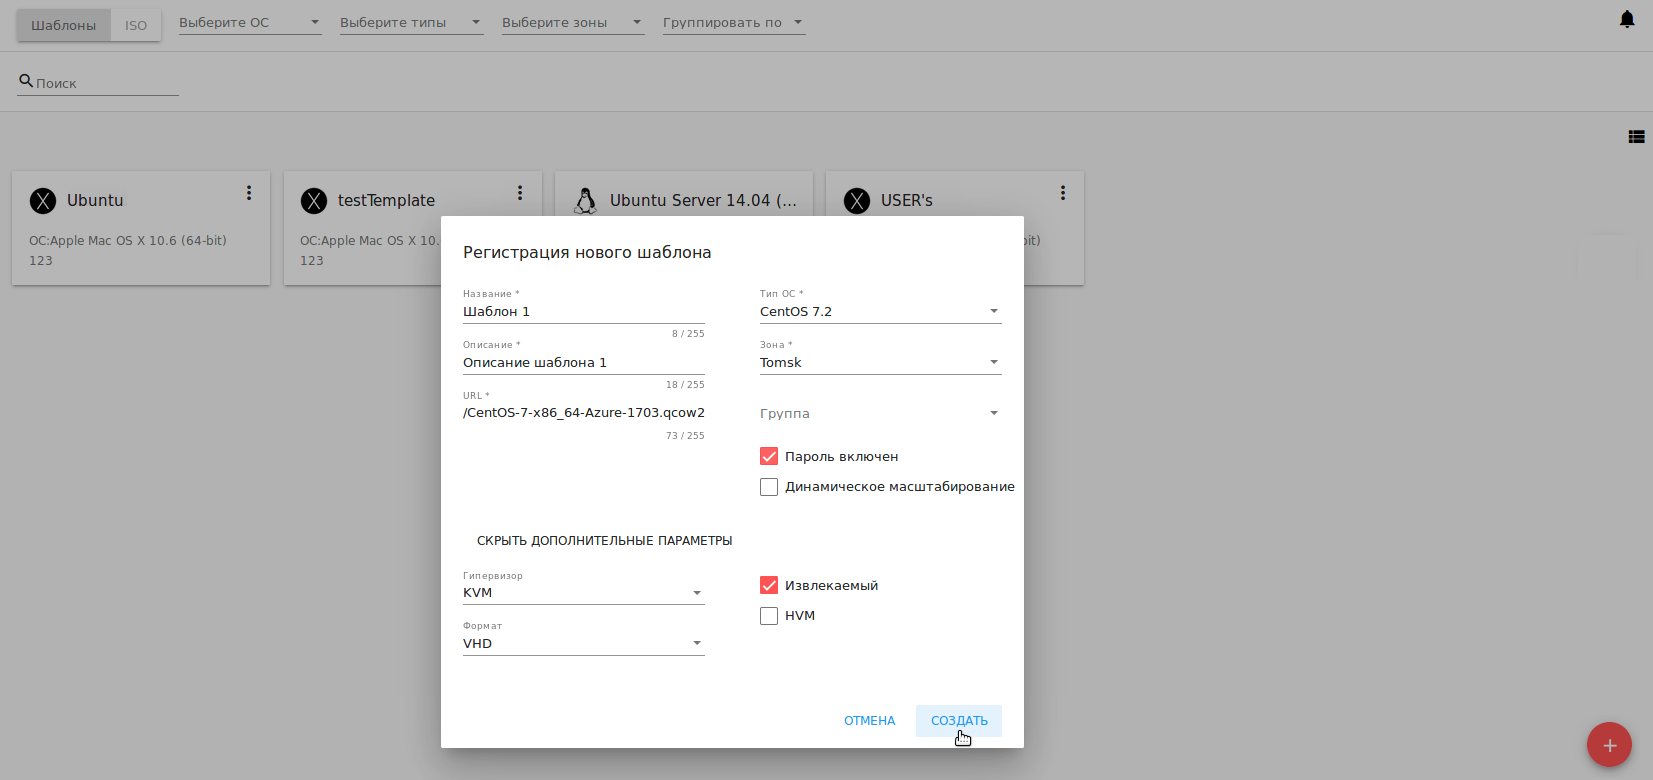 Шаблоны ISO Выберите ОС Выберите типы Выберите зоны Группировать по
Поиск
Ubuntu
ОС:Apple Mac OS X 10.6 (64-bit)
123
testTemplate
ОС:Apple Mac OS X 10.
123
Ubuntu Server 14.04 (...
USER's
bit)
Регистрация нового шаблона
Название *
Шаблон 1
8 / 255
Тип ОС *
CentOS 7.2
Описание *
Описание шаблона 1
18 / 255
Зона *
Tomsk
URL *
/CentOS-7-x86_64-Azure-1703.qcow2
73 / 255
Группа
Пароль включен
Динамическое масштабирование
СКРЫТЬ ДОПОЛНИТЕЛЬНЫЕ ПАРАМЕТРЫ
Гипервизор
KVM
Формат
VHD
Извлекаемый
HVM
ОТМЕНА СОЗДАТЬ